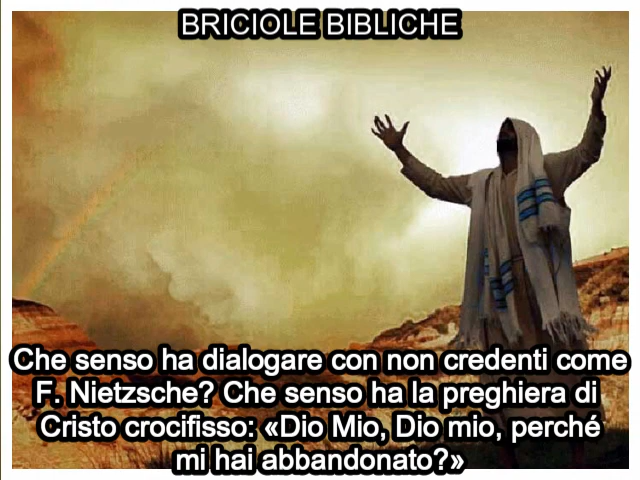 BRICIOLE BIBLICHE
Che senso ha dialogare con non credenti come
F. Nietzsche? Che senso ha la preghiera di
Cristo crocifisso: «Dio Mio, Dio mio, perché
mi hai abbandonato?»